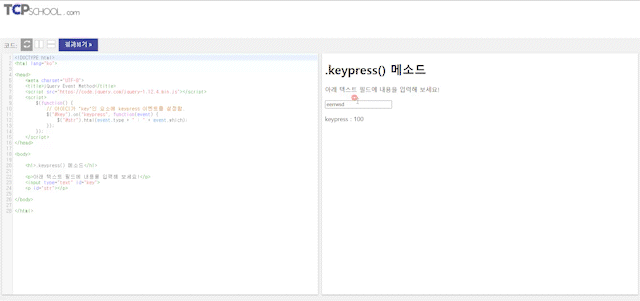 TCPSCHOOL.com
코드:
결과보기 »
1 <!DOCTYPE html>
2 <html lang="ko">
3
4 <head>
5 <meta charset="UTF-8">
6 <title>jQuery Event Method</title>
7 <script src="https://code.jquery.com/jquery-1.12.4.min.js"></script>
8 <script>
9 $(function() {
10 // 아이디가 "key"인 요소에 keypress 이벤트를 설정함.
11 $("#key").on("keypress", function(event) {
12 $("#str").html(event.type + " : " + event.which);
13 });
14 });
15 </script>
16 </head>
17
18 <body>
19
20 <h1>.keypress() 메소드</h1>
21
22 <p>아래 텍스트 필드에 내용을 입력해 보세요!</p>
23 <input type="text" id="key">
24 <p id="str"></p>
25
26 </body>
27
28 </html>
.keypress() 메소드
아래 텍스트 필드에 내용을 입력해 보세요!
keypress : 100